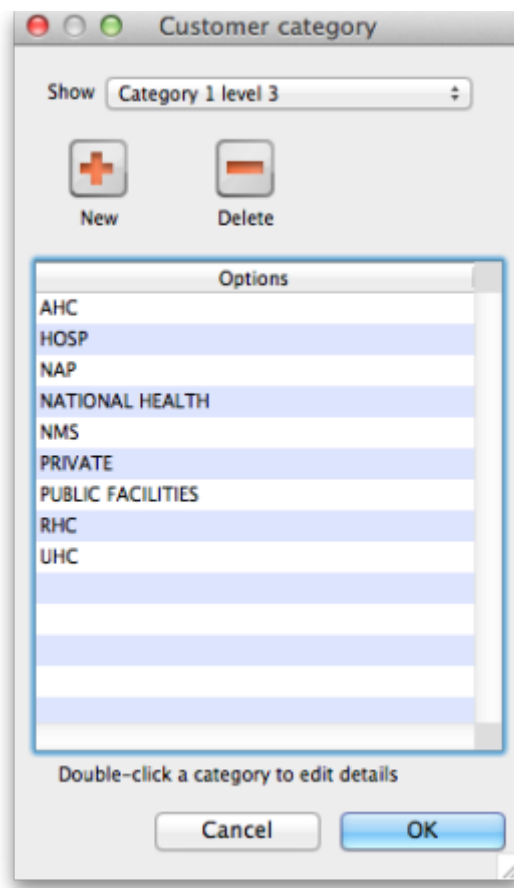 Customer category
Show Category 1 level 3
New Delete
Options
AHC
HOSP
NAP
NATIONAL HEALTH
NMS
PRIVATE
PUBLIC FACILITIES
RHC
UHC
Double-click a category to edit details
Cancel OK